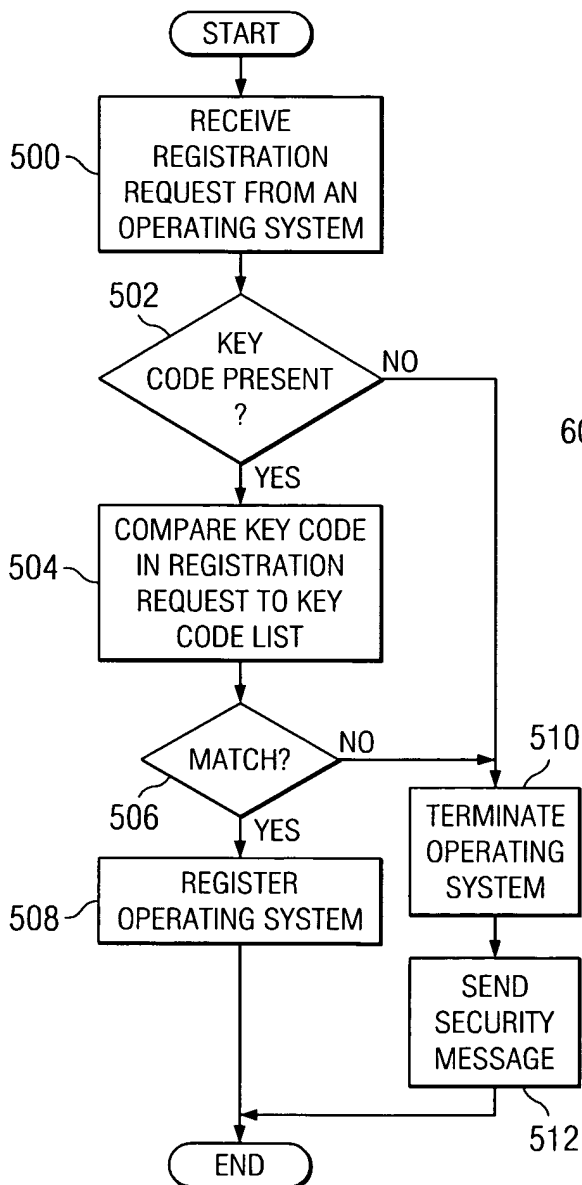 START
500
RECEIVE
REGISTRATION
REQUEST FROM AN
OPERATING SYSTEM
502
KEY
CODE PRESENT
?
NO
YES
504
COMPARE KEY CODE
IN REGISTRATION
REQUEST TO KEY
CODE LIST
MATCH?
NO
506
YES
508
REGISTER
OPERATING SYSTEM
510
TERMINATE
OPERATING
SYSTEM
SEND
SECURITY
MESSAGE
512
END